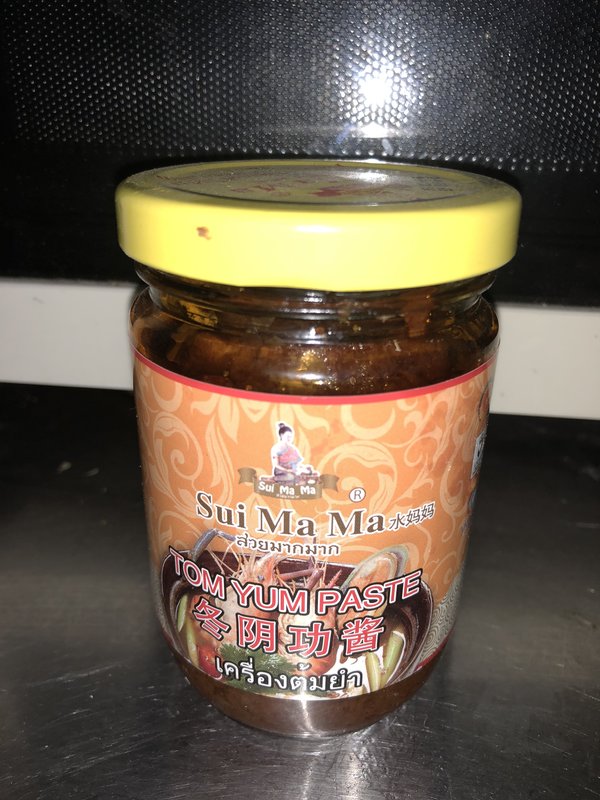 Sui Ma Ma
Sui Ma Ma ® 水妈妈
สวยมากมาก
TOM YUM PASTE
冬阴功酱
เครื่องต้มยำ